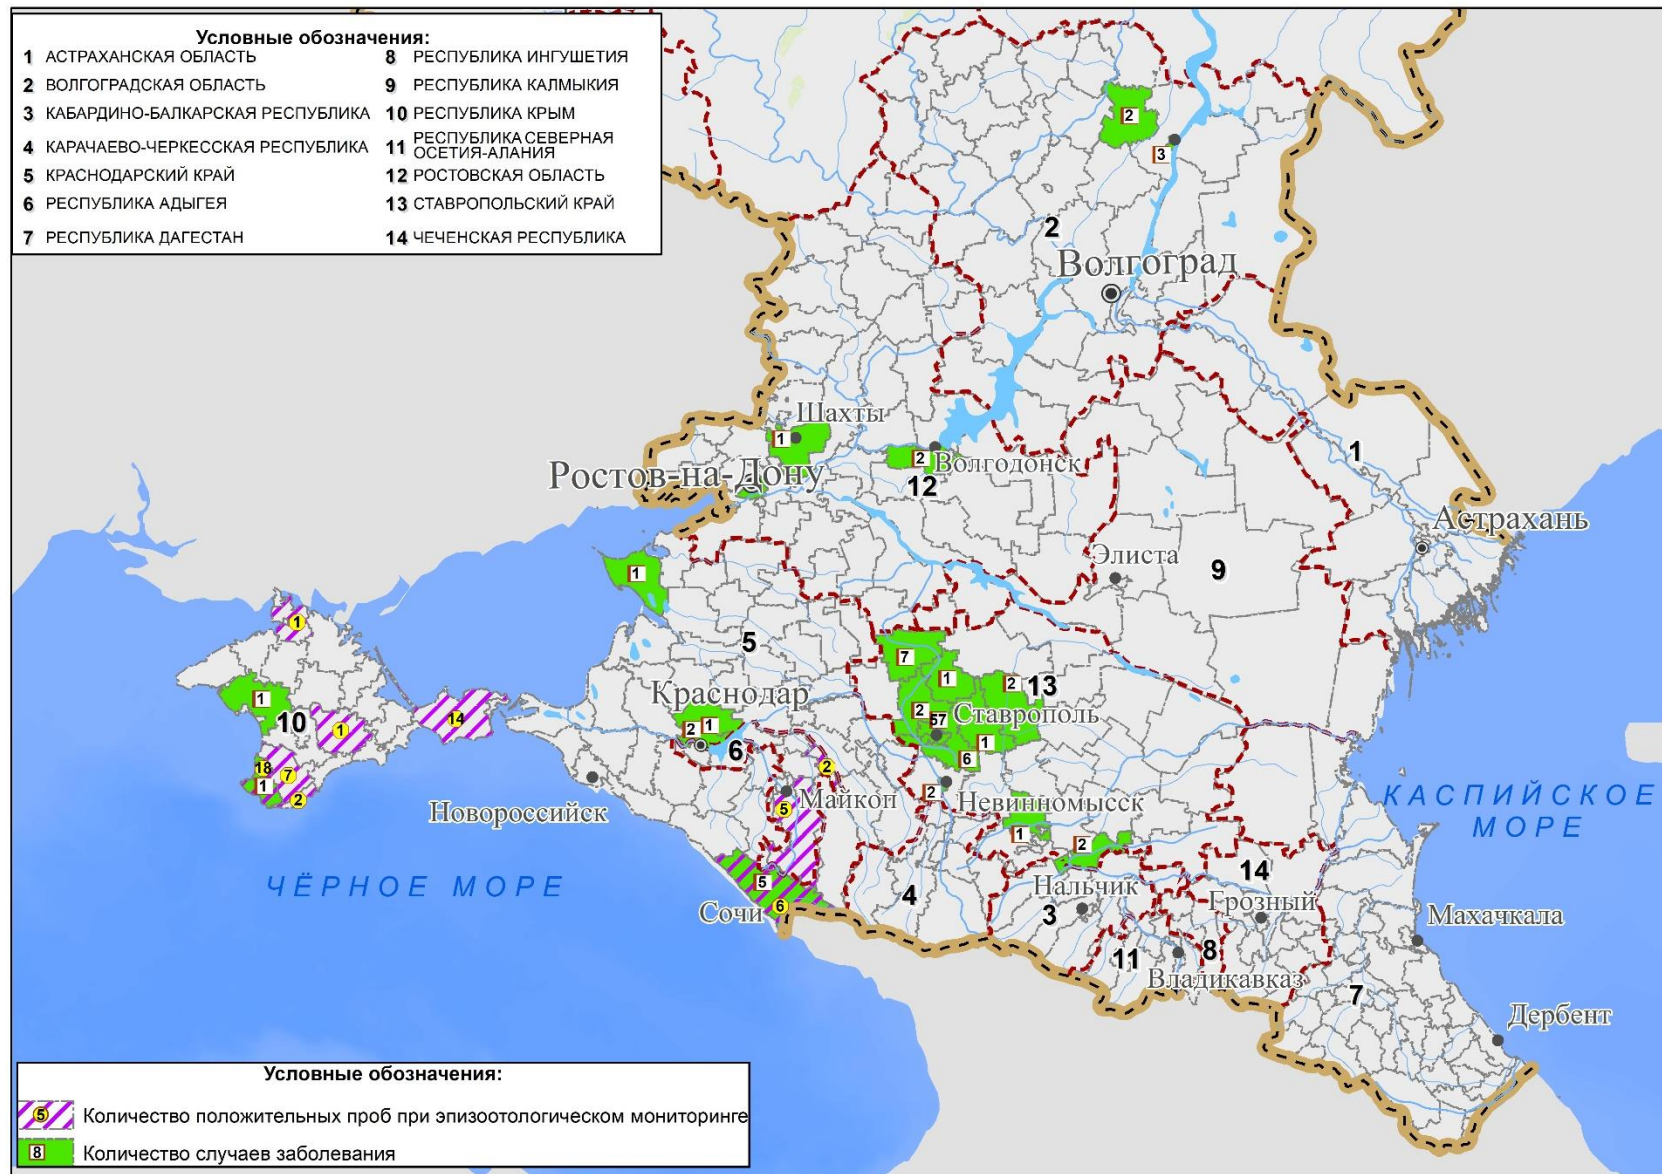 Условные обозначения:
1 АСТРАХАНСКАЯ ОБЛАСТЬ
2 ВОЛГОГРАДСКАЯ ОБЛАСТЬ
3 КАБАРДИНО-БАЛКАРСКАЯ РЕСПУБЛИКА
4 КАРАЧАЕВО-ЧЕРКЕССКАЯ РЕСПУБЛИКА
5 КРАСНОДАРСКИЙ КРАЙ
6 РЕСПУБЛИКА АДЫГЕЯ
7 РЕСПУБЛИКА ДАГЕСТАН
8 РЕСПУБЛИКА ИНГУШЕТИЯ
9 РЕСПУБЛИКА КАЛМЫКИЯ
10 РЕСПУБЛИКА КРЫМ
11 РЕСПУБЛИКА СЕВЕРНАЯ
ОСЕТИЯ-АЛАНИЯ
12 РОСТОВСКАЯ ОБЛАСТЬ
13 СТАВРОПОЛЬСКИЙ КРАЙ
14 ЧЕЧЕНСКАЯ РЕСПУБЛИКА
2
3
2
Волгоград
Шахты
1
2
Волгодонск
Ростов-на-Дону
12
1
Астрахань
Элиста
9
1
1
5
7
1
2
13
2
57
Ставрополь
1
6
Краснодар
2
1
6
1
10
1
14
18
7
1
2
2
Новороссийск
5
Майкоп
2
Невинномысск
1
2
КАСПИЙСКОЕ
МОРЕ
ЧЁРНОЕ МОРЕ
5
6
Сочи
4
3
Нальчик
14
Грозный
11
8
Владикавказ
Махачкала
7
Дербент
Условные обозначения:
5 Количество положительных проб при эпизоотологическом мониторинге
8 Количество случаев заболевания